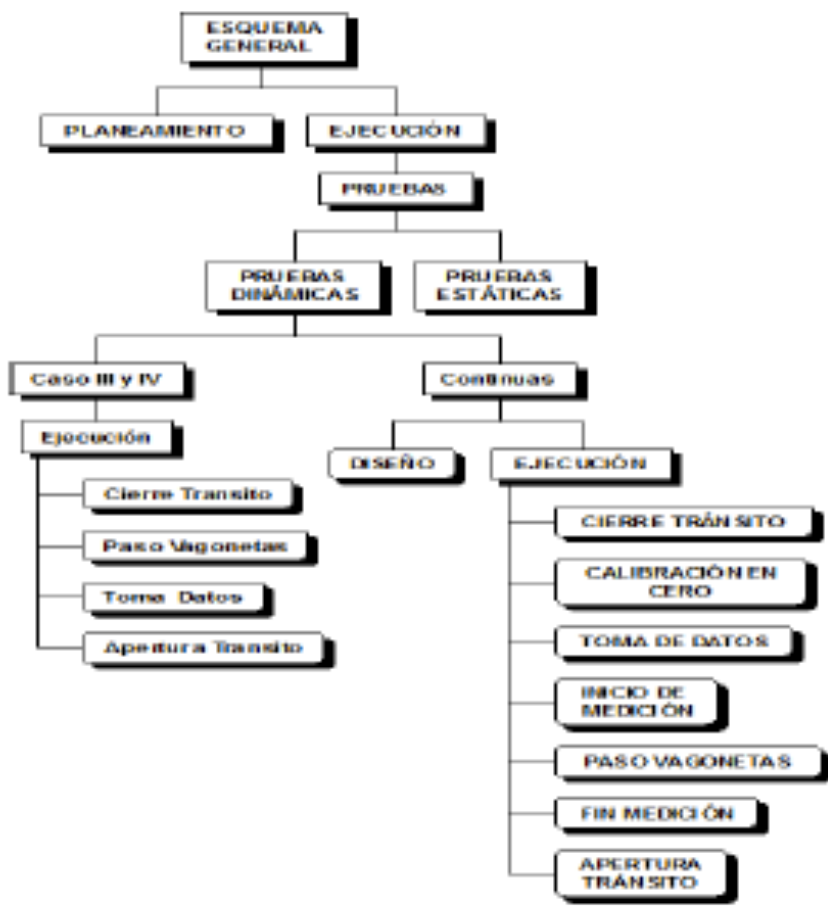 ESQUEMA
GENERAL
PLANEAMIENTO
EJECUCIÓN
PRUEBAS
PRUEBAS
DINÁMICAS
PRUEBAS
ESTÁTICAS
Caso III y IV
Continuas
Ejecución
DISEÑO
EJECUCIÓN
Cierre Transito
Paso Vagonetas
Toma Datos
Apertura Transito
CIERRE TRÁNSITO
CALIBRACIÓN EN
CERO
TOMA DE DATOS
INICIO DE
MEDICIÓN
PASO VAGONETAS
FIN MEDICIÓN
APERTURA
TRÁNSITO